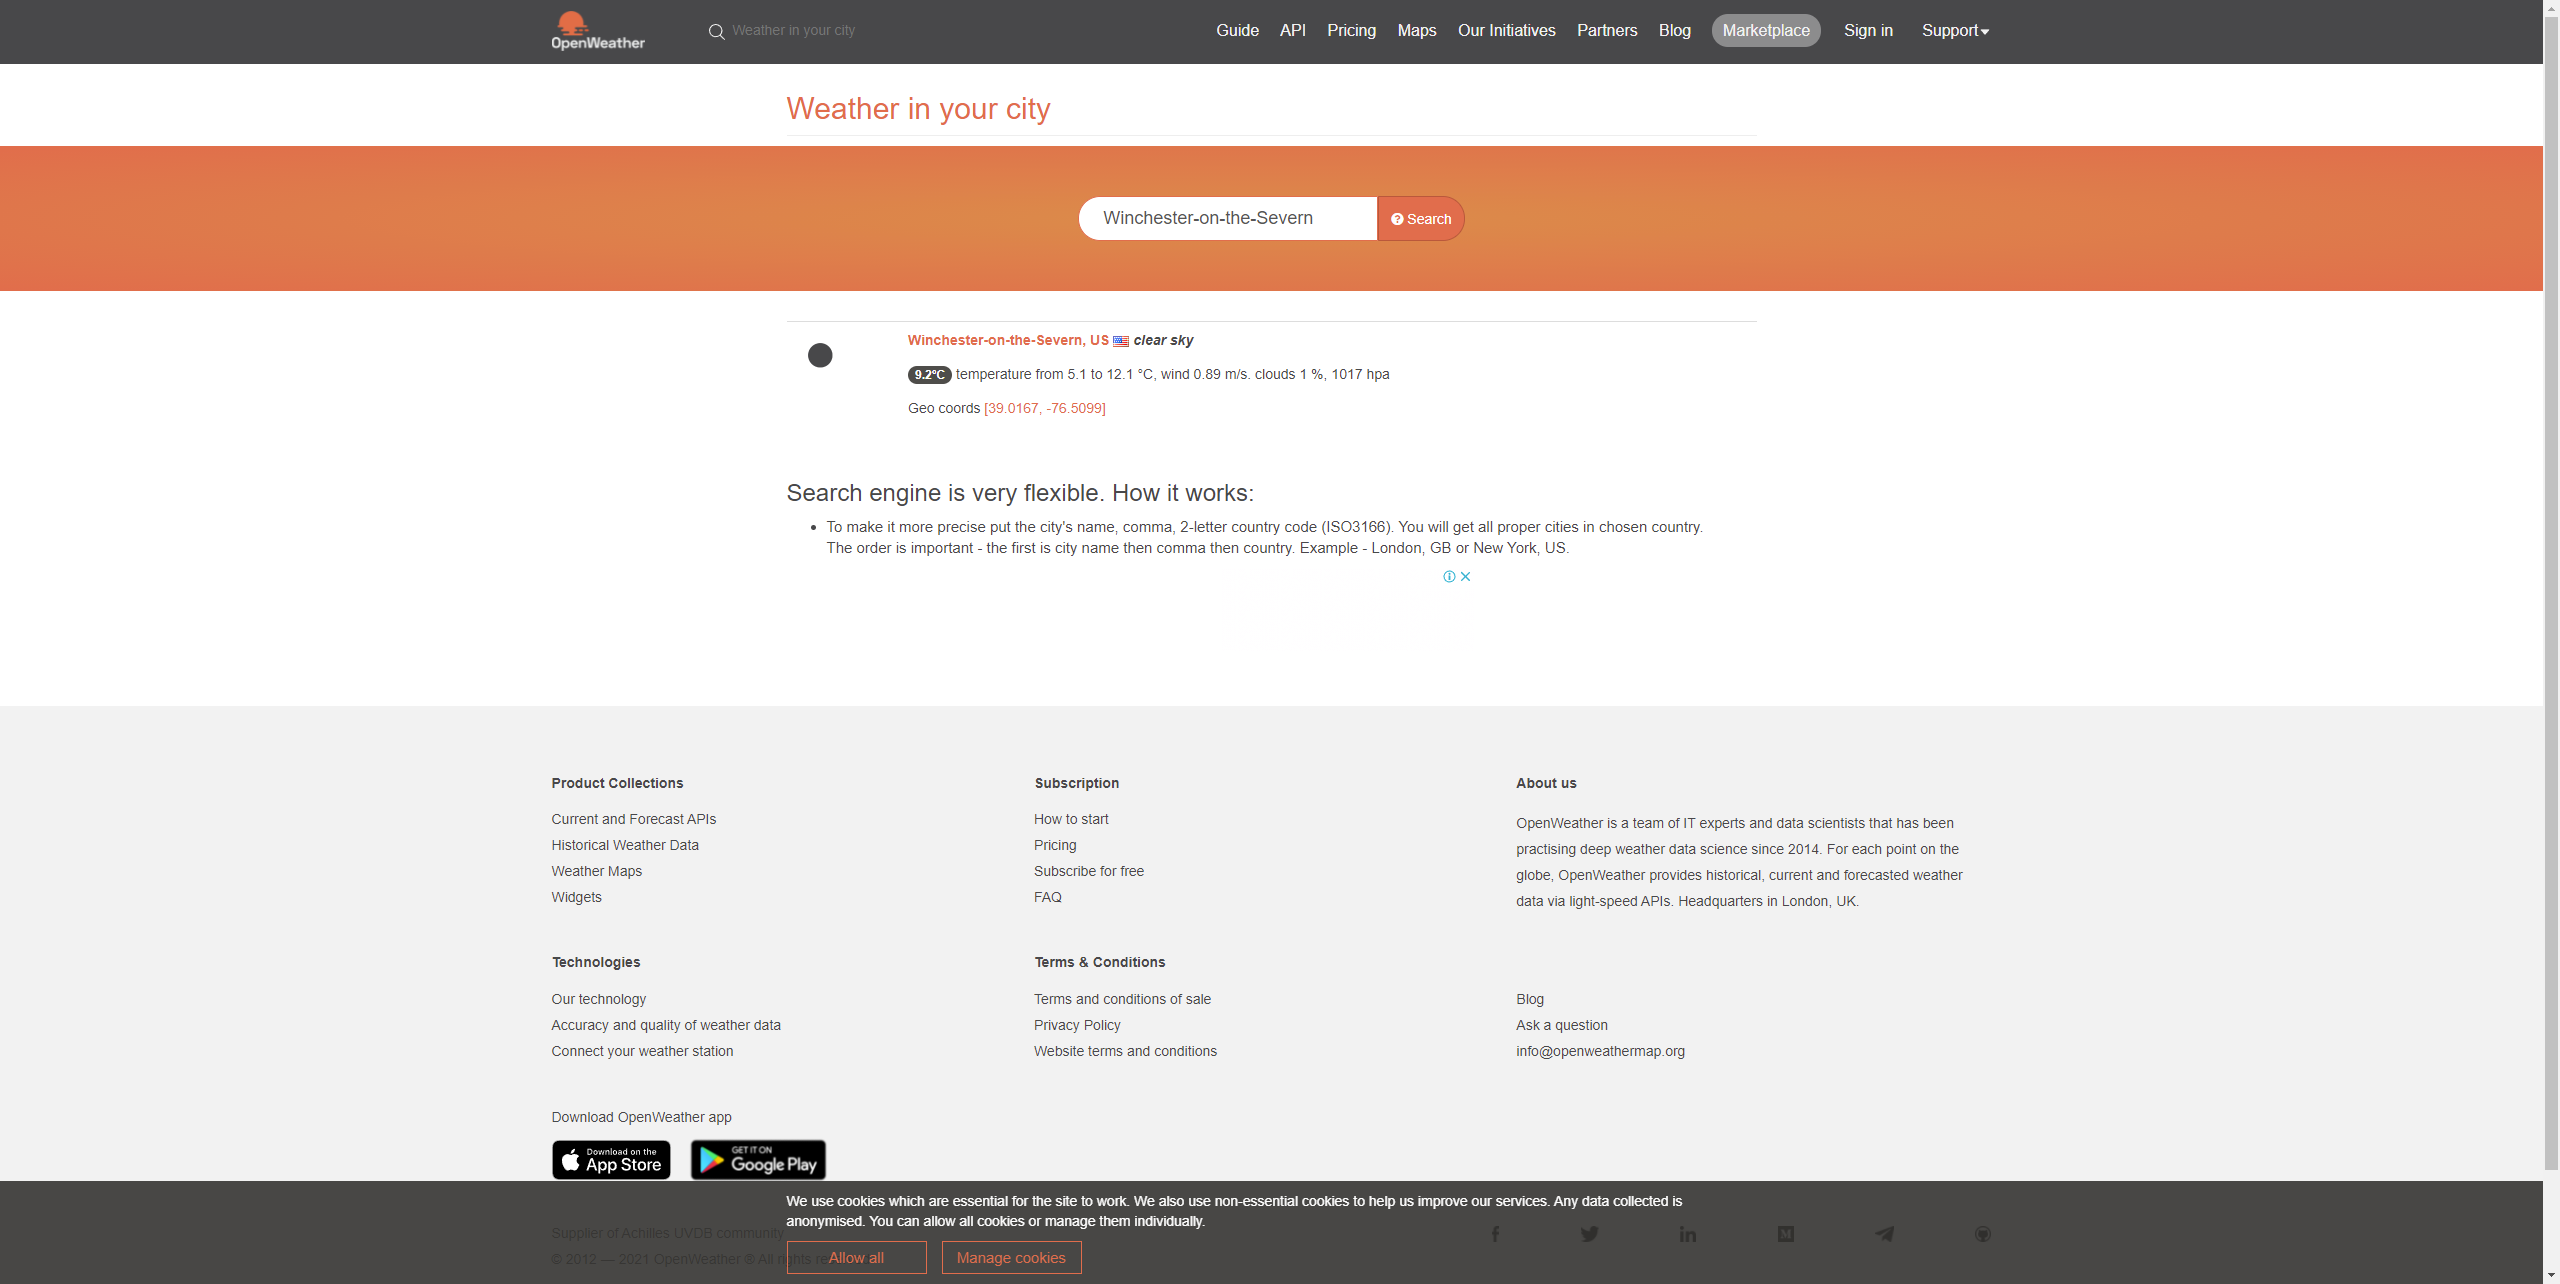 OpenWeather
Weather in your city
Guide API Pricing Maps Our Initiatives Partners Blog Marketplace Sign in Support
Weather in your city
Winchester-on-the-Severn
Search
Winchester-on-the-Severn, US clear sky
9.2°C temperature from 5.1 to 12.1 °C, wind 0.89 m/s. clouds 1 %, 1017 hpa
Geo coords [39.0167, -76.5099]
Search engine is very flexible. How it works:
To make it more precise put the city's name, comma, 2-letter country code (ISO3166). You will get all proper cities in chosen country.
The order is important - the first is city name then comma then country. Example - London, GB or New York, US.
Product Collections
Current and Forecast APIs
Historical Weather Data
Weather Maps
Widgets
Subscription
How to start
Pricing
Subscribe for free
FAQ
About us
OpenWeather is a team of IT experts and data scientists that has been
practising deep weather data science since 2014. For each point on the
globe, OpenWeather provides historical, current and forecasted weather
data via light-speed APIs. Headquarters in London, UK.
Technologies
Our technology
Accuracy and quality of weather data
Connect your weather station
Terms & Conditions
Terms and conditions of sale
Privacy Policy
Website terms and conditions
Blog
Ask a question
info@openweathermap.org
Download OpenWeather app
Download on the
App Store
GET IT ON
Google Play
We use cookies which are essential for the site to work. We also use non-essential cookies to help us improve our services. Any data collected is
anonymised. You can allow all cookies or manage them individually.
Allow all
Manage cookies
Supplier of Achilles UVDB community
© 2012 — 2021 OpenWeather ® All rights